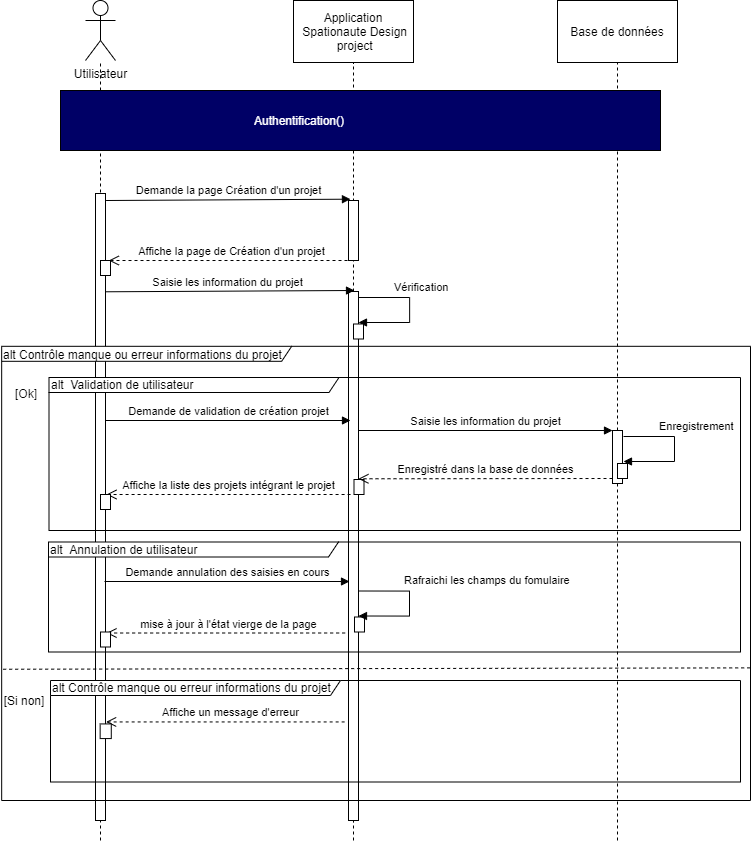 Application
Spationaute Design
project
Base de données
Utilisateur
Authentification()
Demande la page Création d'un projet
Affiche la page de Création d'un projet
Saisie les information du projet
Vérification
alt Contrôle manque ou erreur informations du projet
[Ok]
alt Validation de utilisateur
Demande de validation de création projet
Saisie les information du projet
Enregistrement
Enregistré dans la base de données
Affiche la liste des projets intégrant le projet
alt Annulation de utilisateur
Demande annulation des saisies en cours
Rafraichi les champs du fomulaire
mise à jour à l'état vierge de la page
[Si non]
alt Contrôle manque ou erreur informations du projet
Affiche un message d'erreur